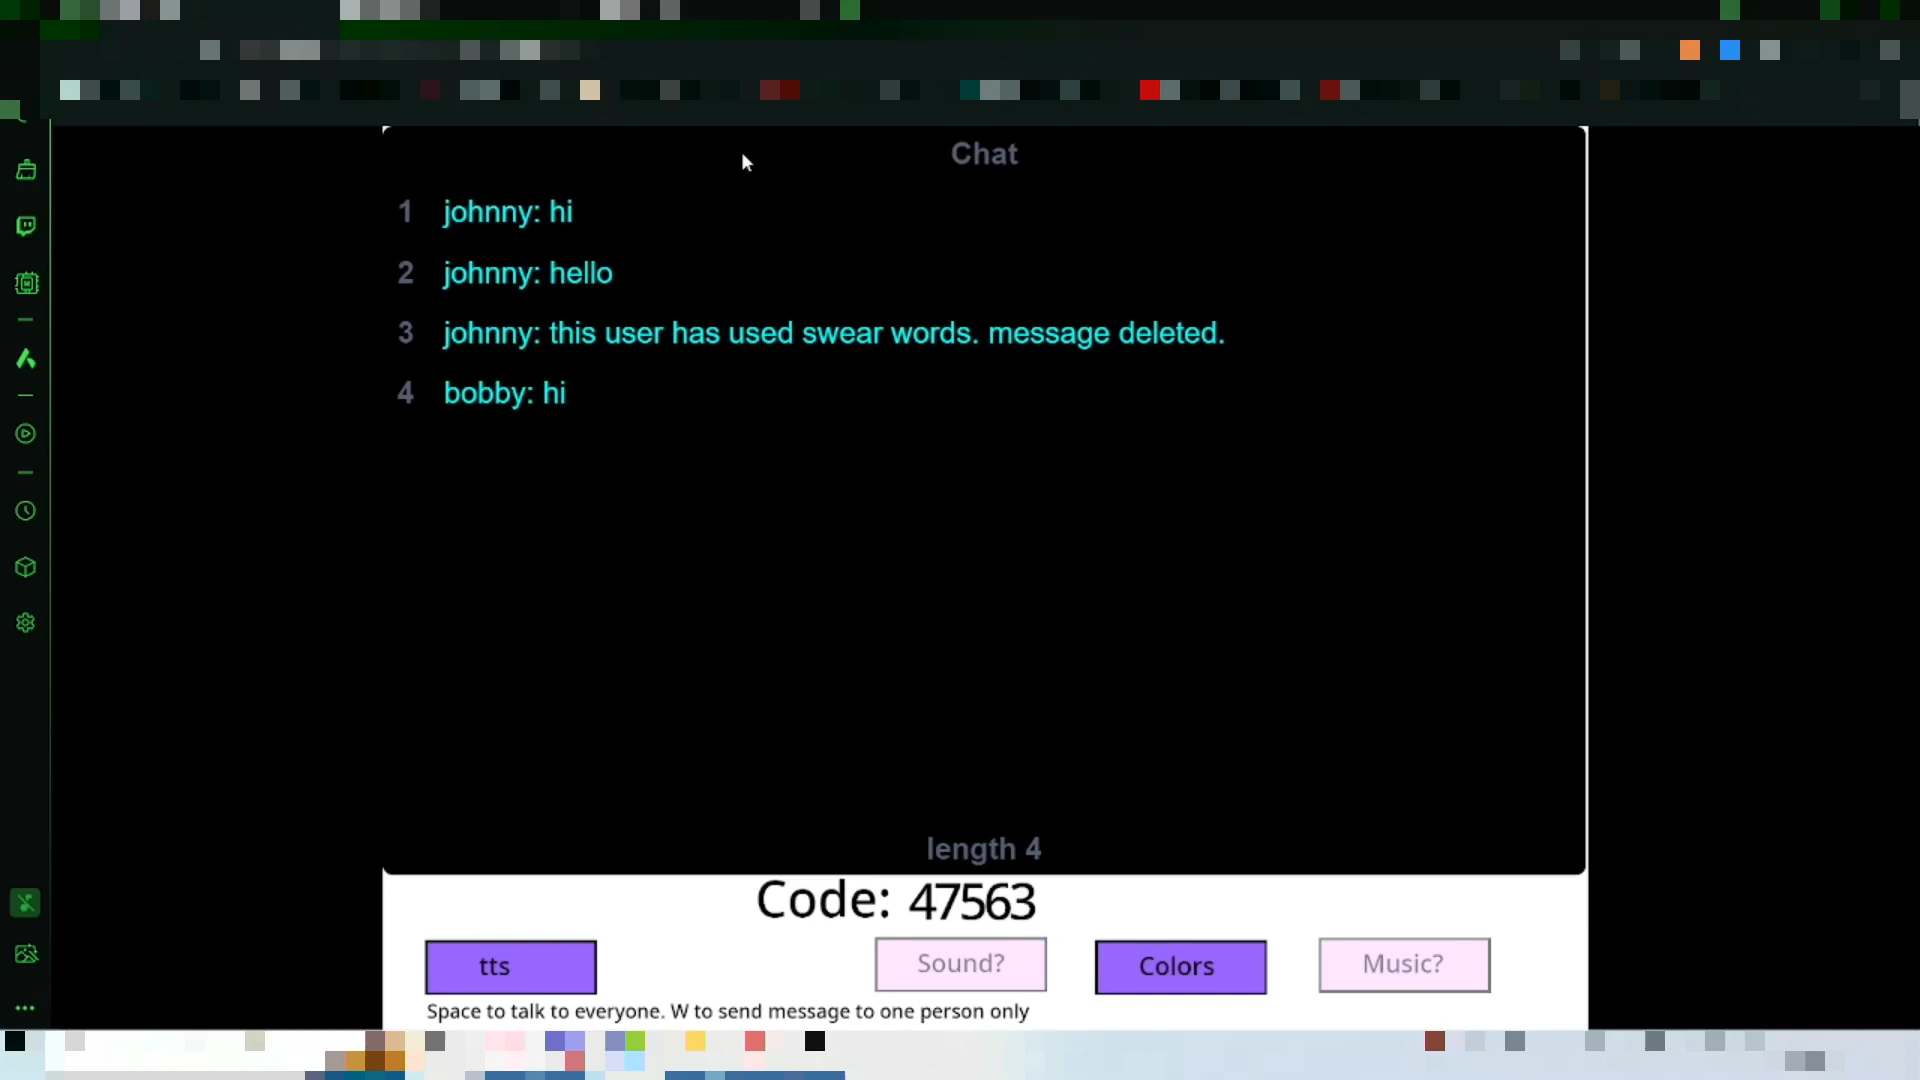 Chat
1 johnny: hi
2 johnny: hello
3 johnny: this user has used swear words. message deleted.
4 bobby: hi
length 4
Code: 47563
tts
Sound?
Colors
Music?
Space to talk to everyone. W to send message to one person only